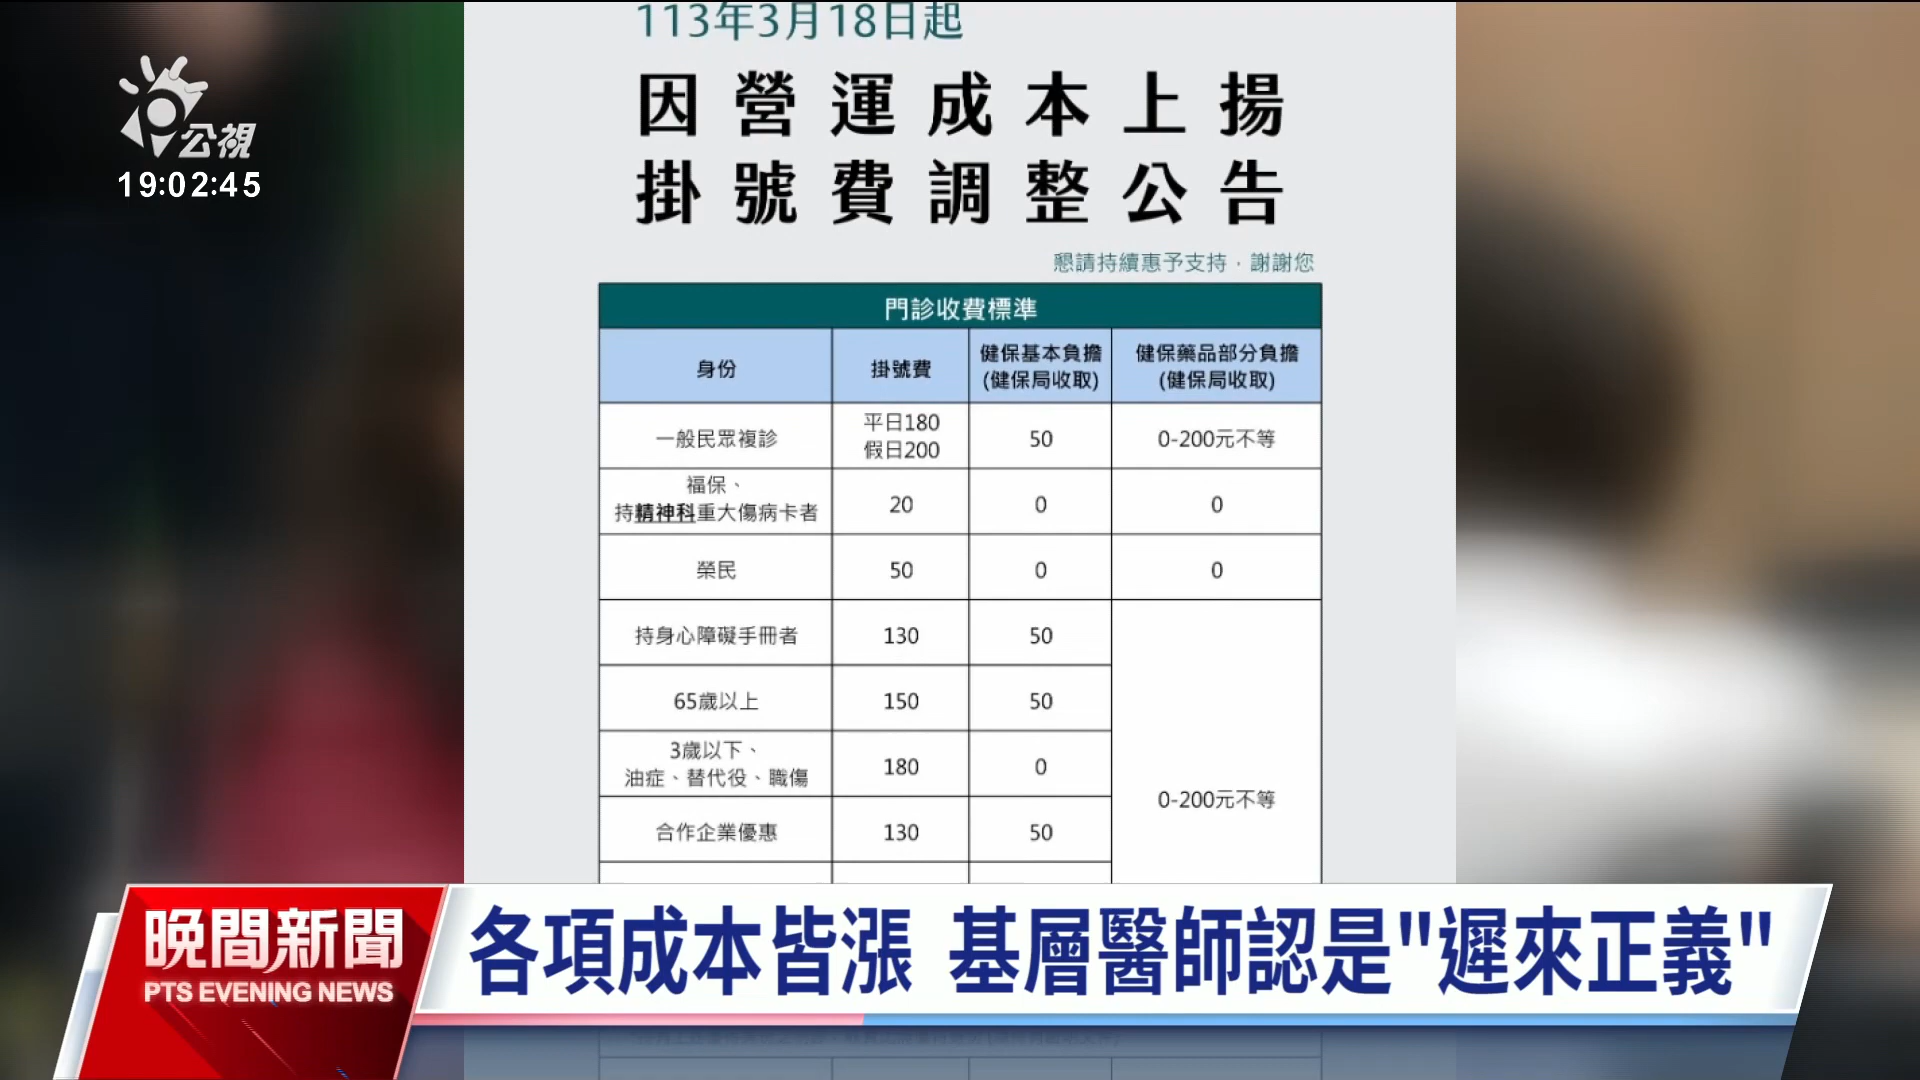 公視
19:02:45
113年3月18日起
因營運成本上揚
掛號費調整公告
懇請持續惠予支持，謝謝您
門診收費標準
身份 掛號費 健保基本負擔 (健保局收取) 健保藥品部分負擔 (健保局收取)
一般民眾複診 平日180 假日200 50 0-200元不等
福保、 持精神科重大傷病卡者 20 0 0
榮民 50 0 0
持身心障礙手冊者 130 50
65歲以上 150 50
3歲以下、 油症、替代役、職傷 180 0
0-200元不等
合作企業優惠 130 50
晚間新聞
PTS EVENING NEWS
各項成本皆漲 基層醫師認是"遲來正義"